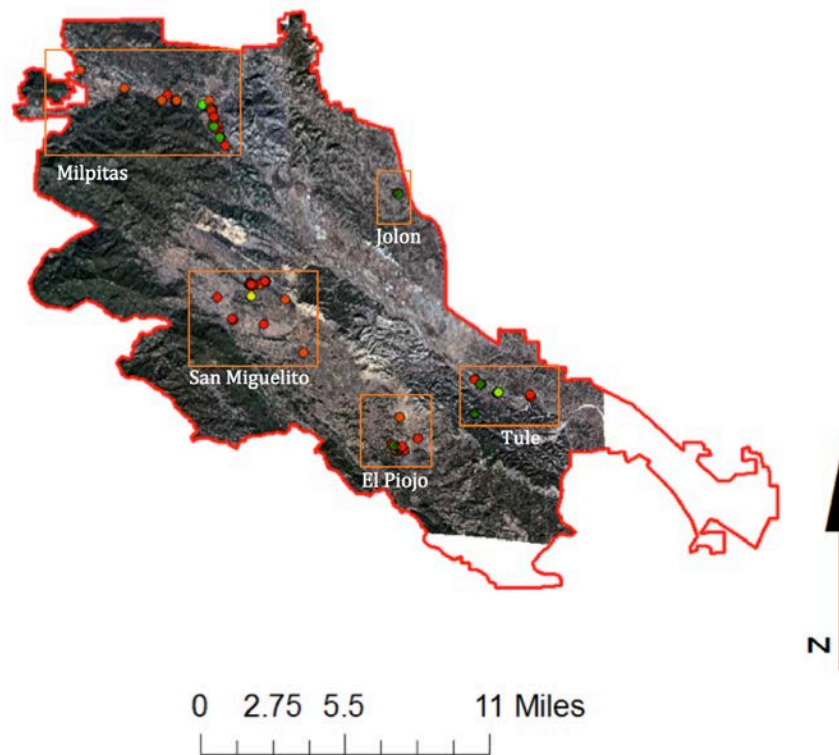 Milpitas
Jolon
San Miguelito
Tule
El Piojo
N
0 2.75 5.5 11 Miles